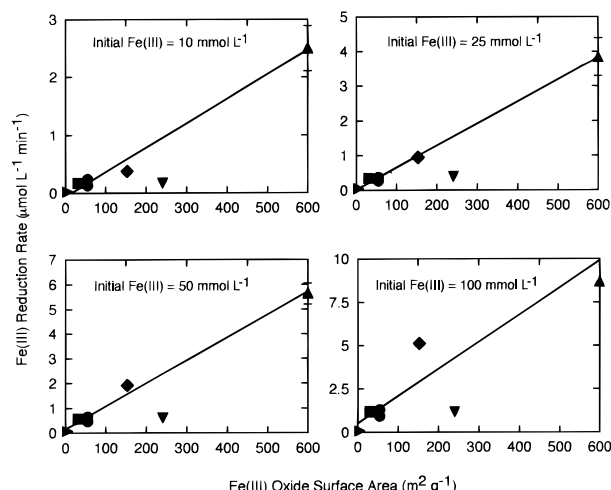 Fe(III) Reduction Rate (μmol L-1 min-1)
Initial Fe(III) = 10 mmol L-1
3
2
1
0
0 100 200 300 400 500 600
Initial Fe(III) = 25 mmol L-1
5
4
3
2
1
0
0 100 200 300 400 500 600
Initial Fe(III) = 50 mmol L-1
7
6
5
4
3
2
1
0
0 100 200 300 400 500 600
Initial Fe(III) = 100 mmol L-1
10
7.5
5
2.5
0
0 100 200 300 400 500 600
Fe(III) Oxide Surface Area (m2 g-1)